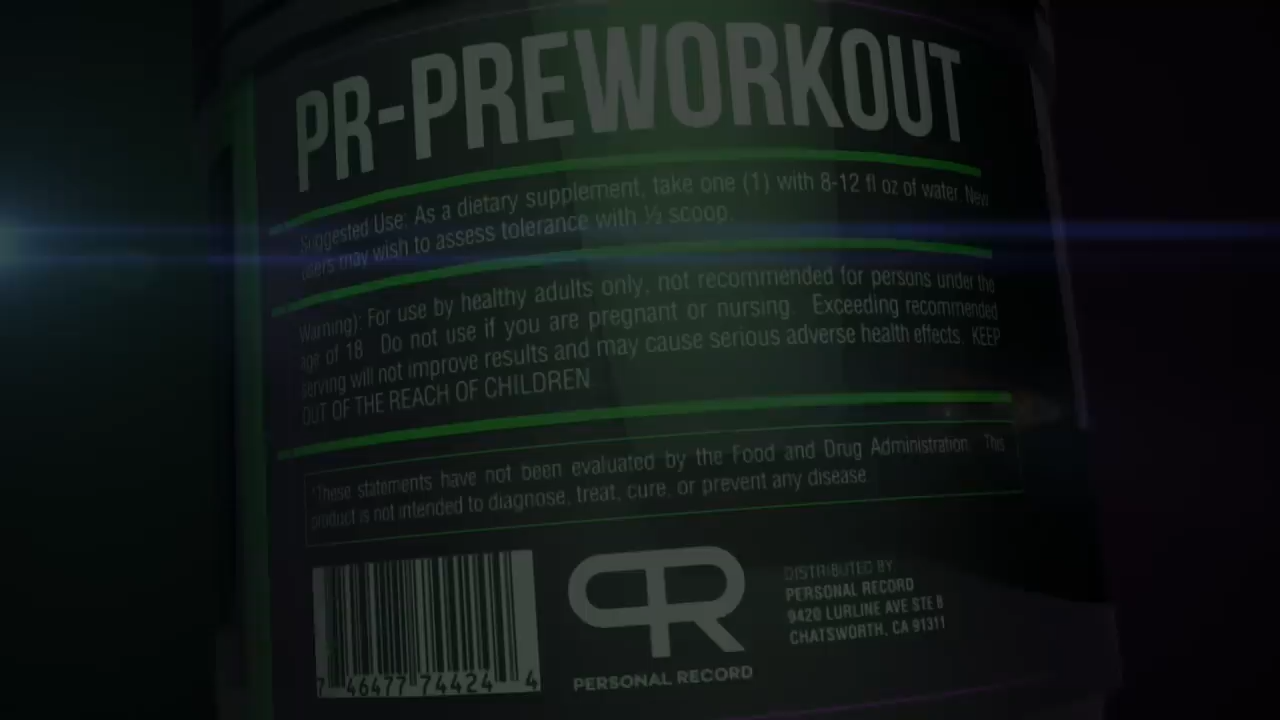 PR-PREWORKOUT
Suggested Use: As a dietary supplement, take one (1) with 8-12 fl oz of water New
users may wish to assess tolerance with ½ scoop.
Warning): For use by healthy adults only, not recommended for persons under the
age of 18 Do not use if you are pregnant or nursing. Exceeding recommended
serving will not improve results and may cause serious adverse health effects. KEEP
OUT OF THE REACH OF CHILDREN.
*These statements have not been evaluated by the Food and Drug Administration. This
product is not intended to diagnose, treat, cure, or prevent any disease
7 46477 74424 4
PR
PERSONAL RECORD
DISTRIBUTED BY
PERSONAL RECORD
9420 LURLINE AVE STE B
CHATSWORTH, CA 91311